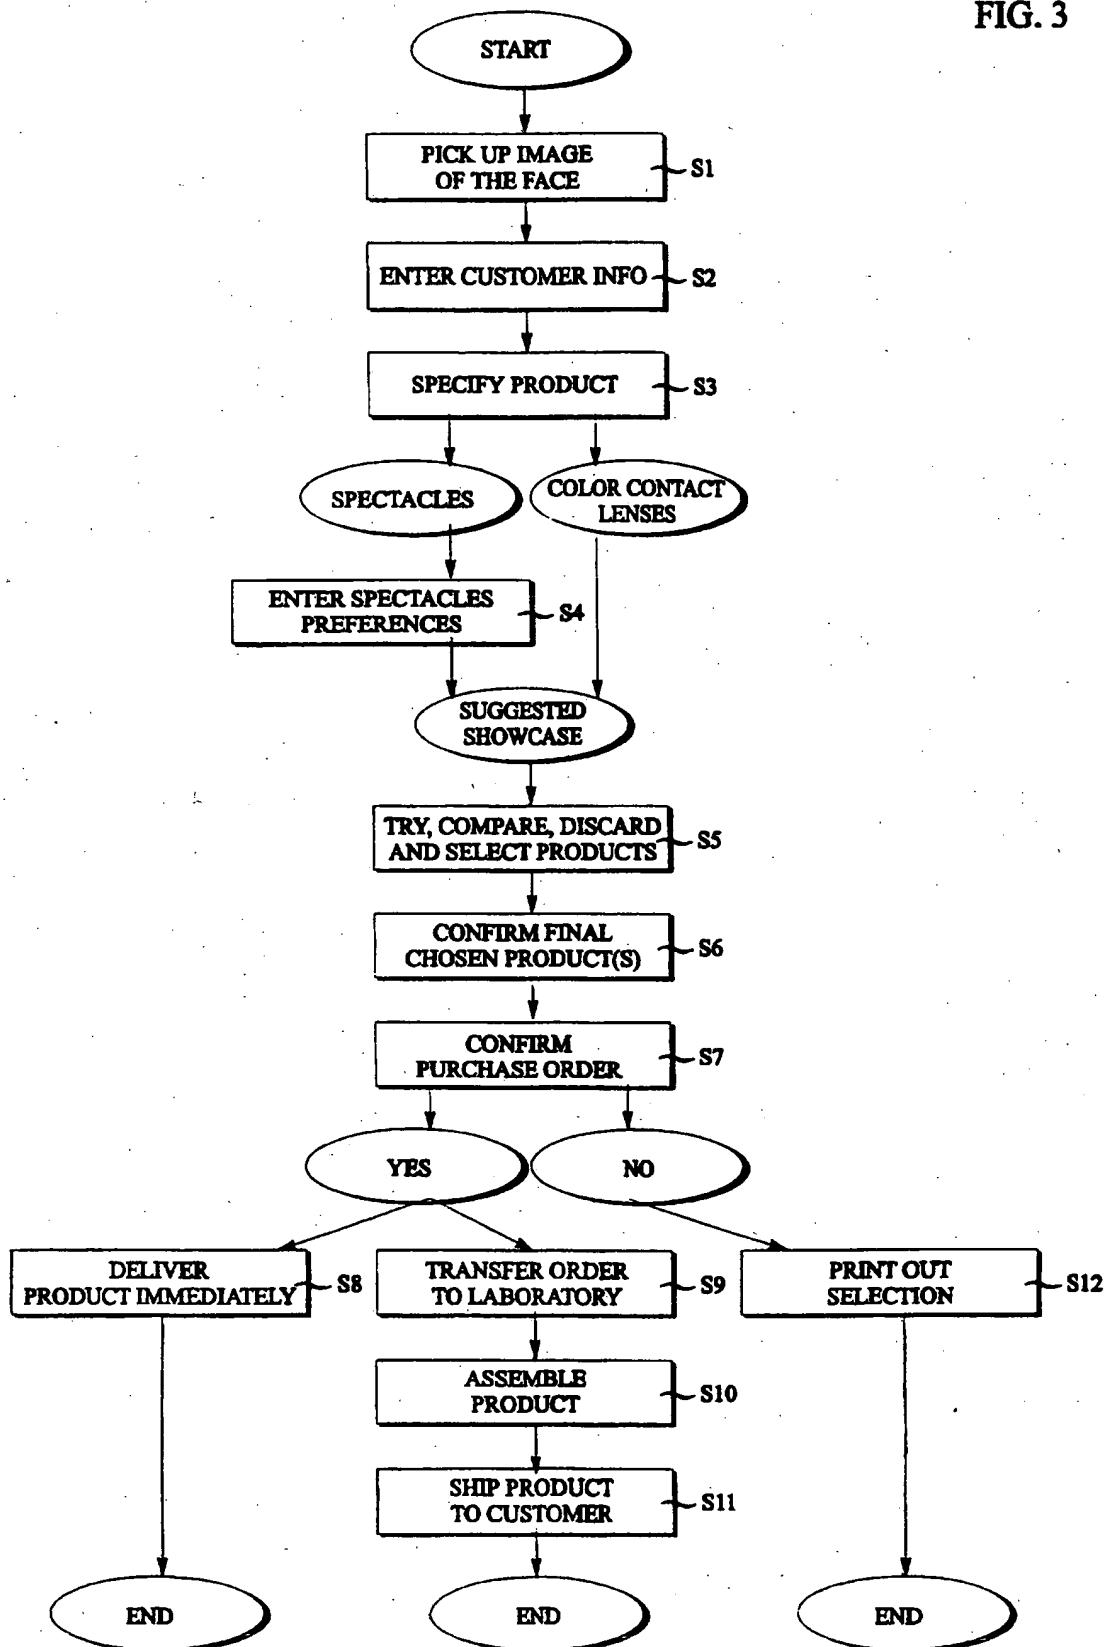 FIG. 3
START
PICK UP IMAGE
OF THE FACE
S1
ENTER CUSTOMER INFO
S2
SPECIFY PRODUCT
S3
SPECTACLES
COLOR CONTACT
LENSES
ENTER SPECTACLES
PREFERENCES
S4
SUGGESTED
SHOWCASE
TRY, COMPARE, DISCARD
AND SELECT PRODUCTS
S5
CONFIRM FINAL
CHOSEN PRODUCT(S)
S6
CONFIRM
PURCHASE ORDER
S7
YES
NO
DELIVER
PRODUCT IMMEDIATELY
S8
TRANSFER ORDER
TO LABORATORY
S9
PRINT OUT
SELECTION
S12
ASSEMBLE
PRODUCT
S10
SHIP PRODUCT
TO CUSTOMER
S11
END
END
END